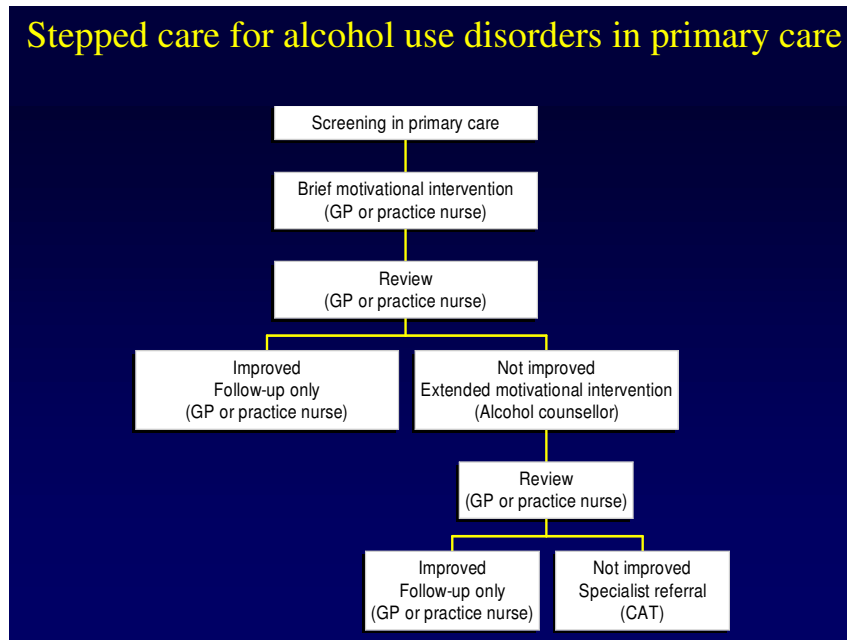 Stepped care for alcohol use disorders in primary care
Screening in primary care
Brief motivational intervention
(GP or practice nurse)
Review
(GP or practice nurse)
Improved
Follow-up only
(GP or practice nurse)
Not improved
Extended motivational intervention
(Alcohol counsellor)
Review
(GP or practice nurse)
Improved
Follow-up only
(GP or practice nurse)
Not improved
Specialist referral
(CAT)